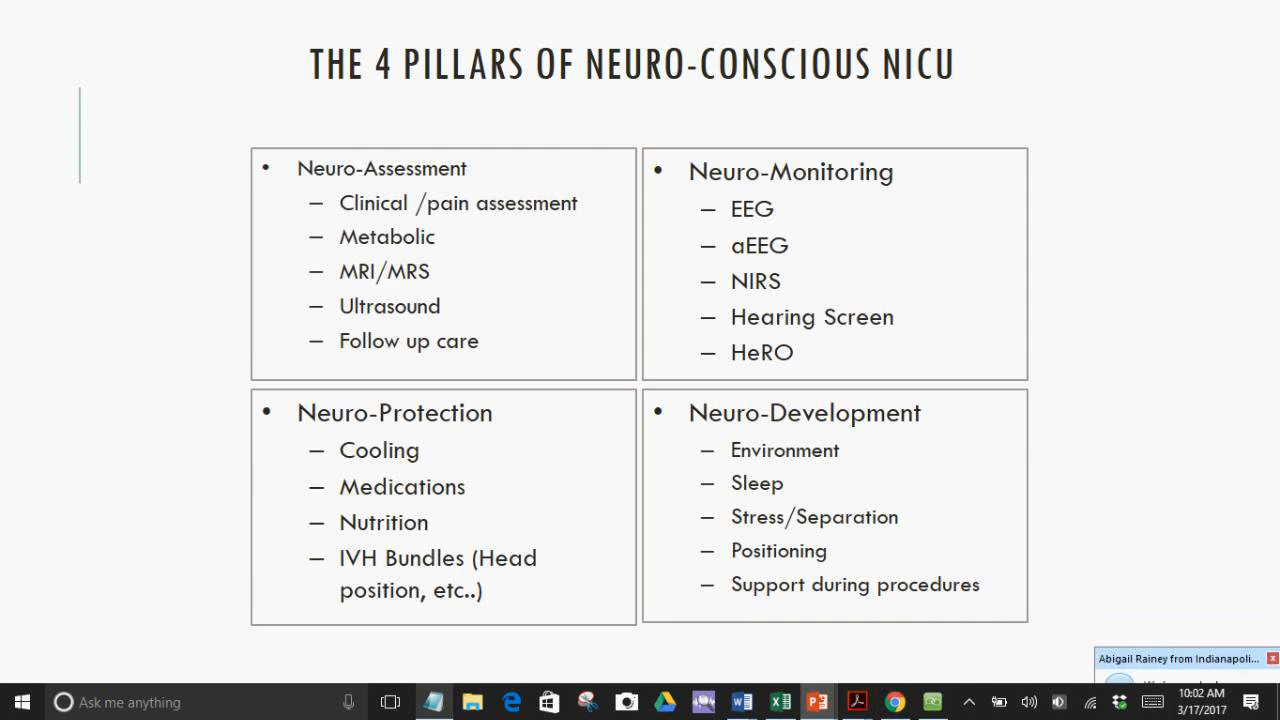 THE 4 PILLARS OF NEURO-CONSCIOUS NICU
• Neuro-Assessment
– Clinical /pain assessment
– Metabolic
– MRI/MRS
– Ultrasound
– Follow up care
• Neuro-Monitoring
– EEG
– aEEG
– NIRS
– Hearing Screen
– HeRO
• Neuro-Protection
– Cooling
– Medications
– Nutrition
– IVH Bundles (Head
position, etc..)
• Neuro-Development
– Environment
– Sleep
– Stress/Separation
– Positioning
– Support during procedures
Abigail Rainey from Indianapoli...
Ask me anything
10:02 AM
3/17/2017